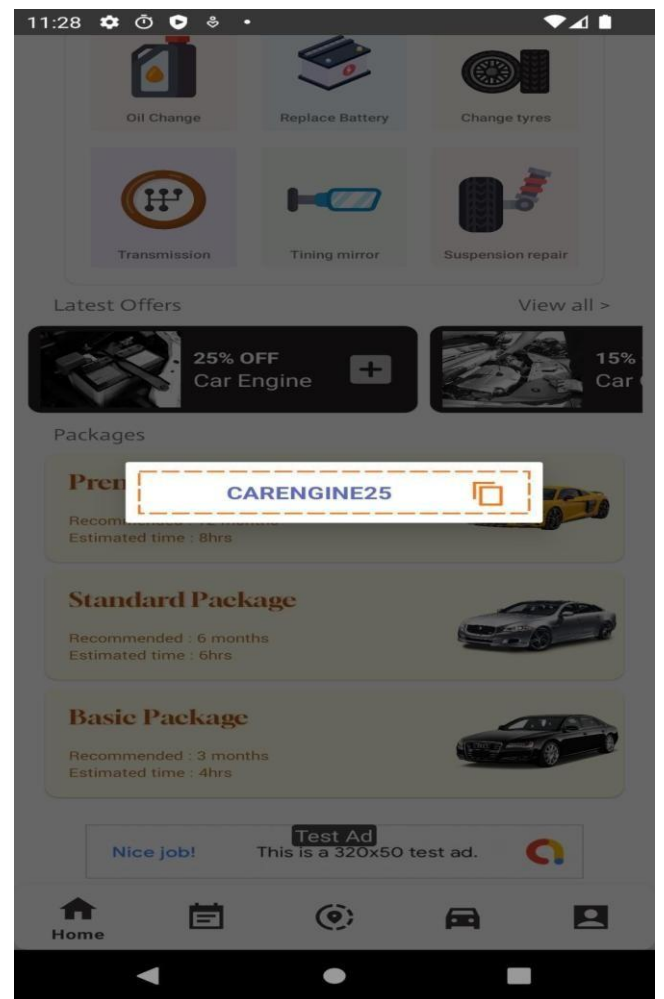 11:28
Oil Change
Replace Battery
Change tyres
Transmission
Tining mirror
Suspension repair
Latest Offers
View all >
25% OFF
Car Engine
15%
Car
Packages
CARENGINE25
Estimated time : 8hrs
Standard Package
Recommended : 6 months
Estimated time : 6hrs
Basic Package
Recommended : 3 months
Estimated time : 4hrs
Test Ad
Nice job!
This is a 320x50 test ad.
Home